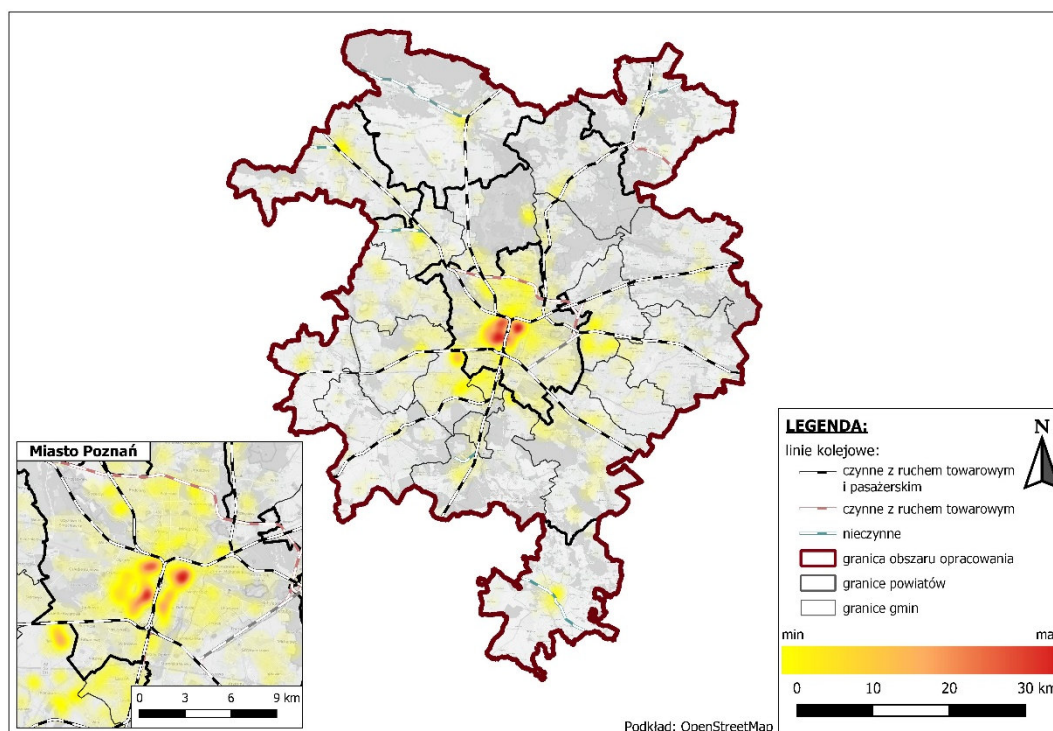 Miasto Poznań
0 3 6 9 km
Podkład: OpenStreetMap
LEGENDA:
N
linie kolejowe:
czynne z ruchem towarowym
i pasażerskim
czynne z ruchem towarowym
nieczynne
granica obszaru opracowania
granice powiatów
granice gmin
min ma
0 10 20 30 km